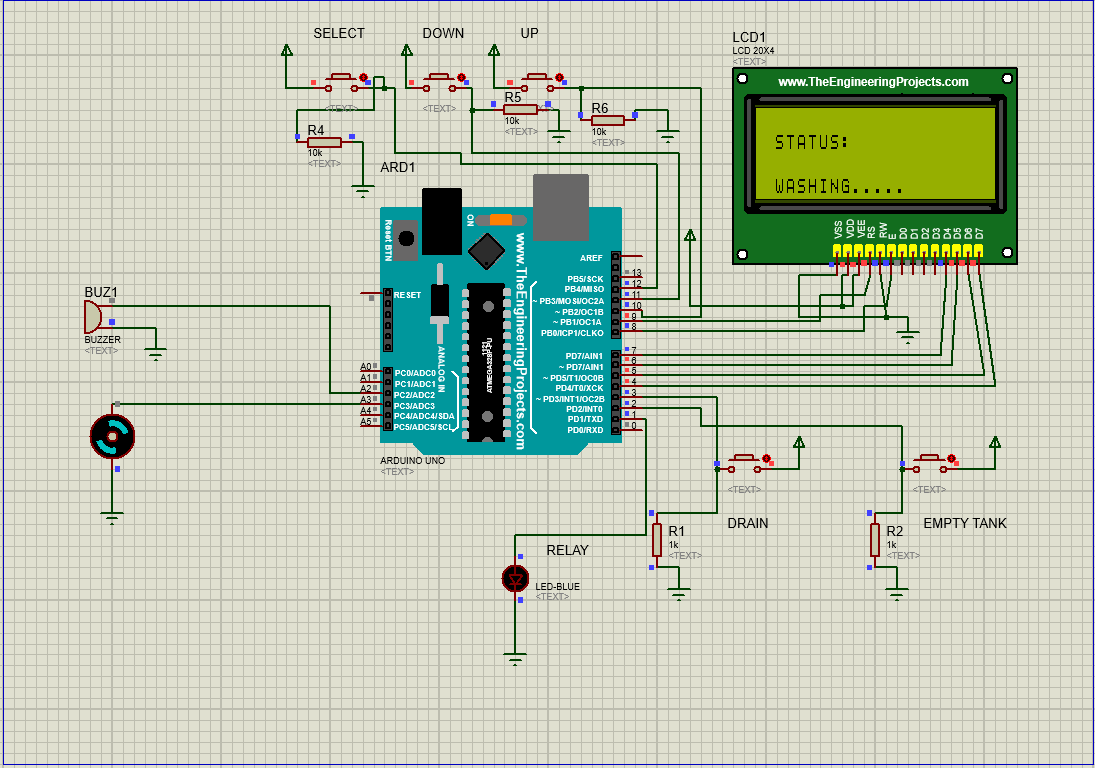 SELECT DOWN UP
<TEXT> <TEXT>
R5
10k
<TEXT>
R6
10k
<TEXT>
R4
10k
<TEXT>
LCD1
LCD 20X4
<TEXT>
www.TheEngineeringProjects.com
STATUS:
WASHING.....
VSS VDD VEE RS RW E D0 D1 D2 D3 D4 D5 D6 D7
ARD1
Reset BTN
ON
www.TheEngineeringProjects.com
RESET
1121
ATMEGA328P-PU
ANALOG IN
AREF
PB5/SCK 13
PB4/MISO 12
~ PB3/MOSI/OC2A 11
~ PB2/OC1B 10
~ PB1/OC1A 9
PB0/ICP1/CLKO 8
PD7/AIN1 7
~ PD7/AIN1 6
~ PD5/T1/OC0B 5
PD4/T0/XCK 4
~ PD3/INT1/OC2B 3
PD2/INT0 2
PD1/TXD 1
PD0/RXD 0
A0 PC0/ADC0
A1 PC1/ADC1
A2 PC2/ADC2
A3 PC3/ADC3
A4 PC4/ADC4/SDA
A5 PC5/ADC5/SCL
ARDUINO UNO
<TEXT>
BUZ1
BUZZER
<TEXT>
RELAY
LED-BLUE
<TEXT>
R1
1k
<TEXT>
<TEXT>
DRAIN
R2
1k
<TEXT>
<TEXT>
EMPTY TANK